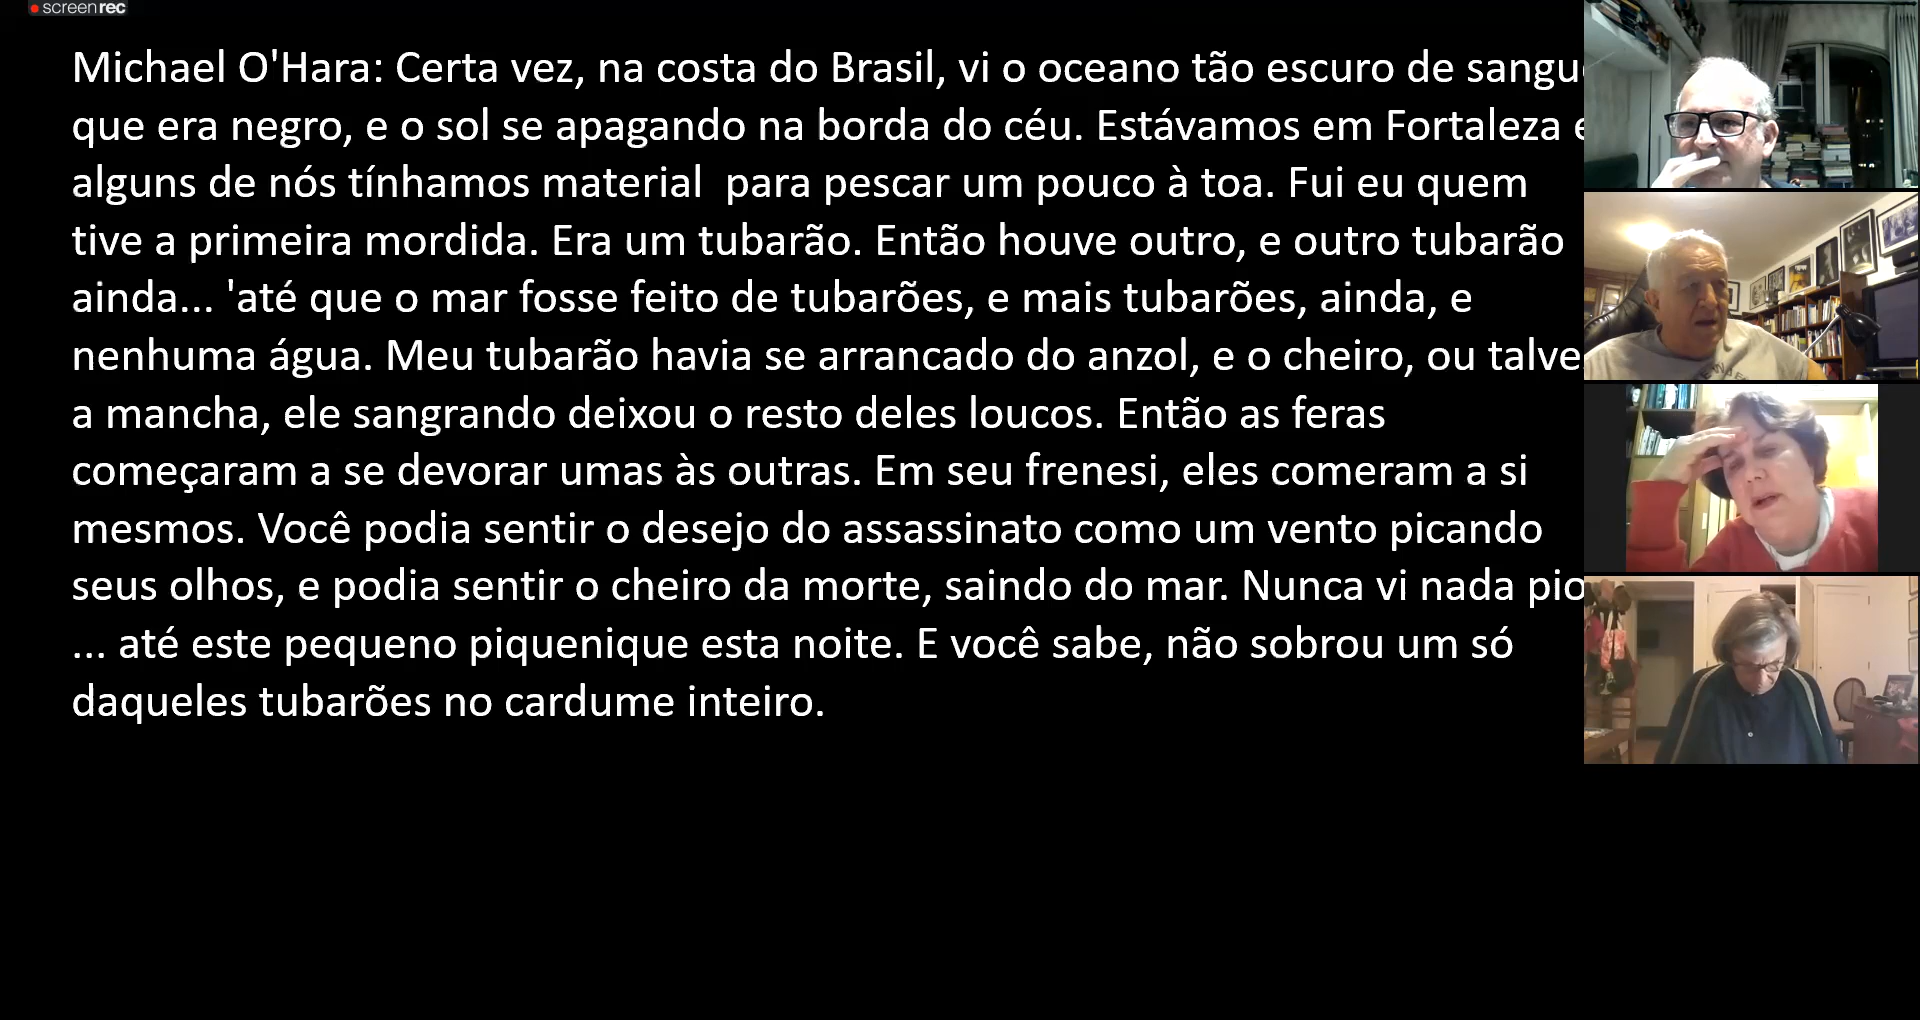 screenrec
Michael O'Hara: Certa vez, na costa do Brasil, vi o oceano tão escuro de sangu
que era negro, e o sol se apagando na borda do céu. Estávamos em Fortaleza e
alguns de nós tínhamos material para pescar um pouco à toa. Fui eu quem
tive a primeira mordida. Era um tubarão. Então houve outro, e outro tubarão
ainda... 'até que o mar fosse feito de tubarões, e mais tubarões, ainda, e
nenhuma água. Meu tubarão havia se arrancado do anzol, e o cheiro, ou talve
a mancha, ele sangrando deixou o resto deles loucos. Então as feras
começaram a se devorar umas às outras. Em seu frenesi, eles comeram a si
mesmos. Você podia sentir o desejo do assassinato como um vento picando
seus olhos, e podia sentir o cheiro da morte, saindo do mar. Nunca vi nada pio
... até este pequeno piquenique esta noite. E você sabe, não sobrou um só
daqueles tubarões no cardume inteiro.